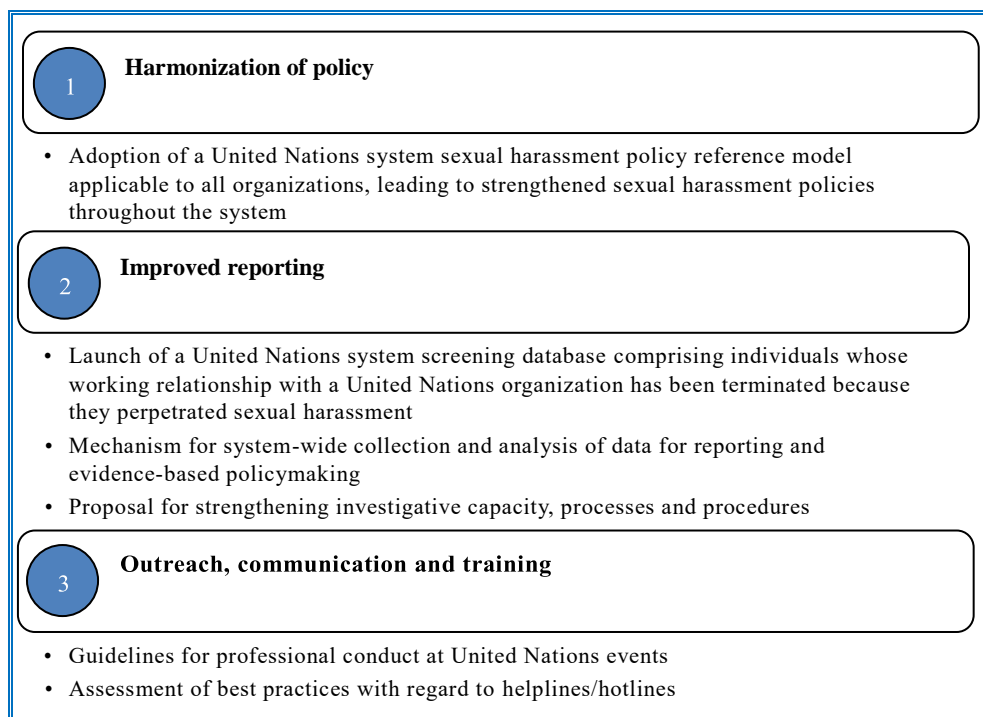 1
Harmonization of policy
• Adoption of a United Nations system sexual harassment policy reference model
applicable to all organizations, leading to strengthened sexual harassment policies
throughout the system
2
Improved reporting
• Launch of a United Nations system screening database comprising individuals whose
working relationship with a United Nations organization has been terminated because
they perpetrated sexual harassment
• Mechanism for system-wide collection and analysis of data for reporting and
evidence-based policymaking
• Proposal for strengthening investigative capacity, processes and procedures
3
Outreach, communication and training
• Guidelines for professional conduct at United Nations events
• Assessment of best practices with regard to helplines/hotlines